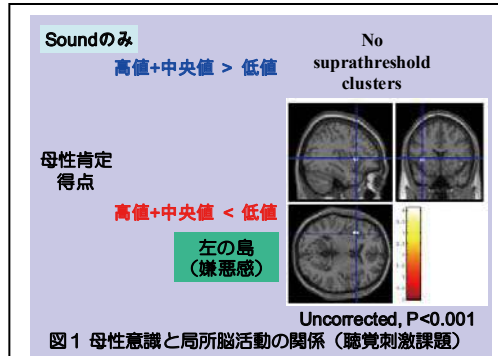 Soundのみ
高値+中央値 > 低値
No
suprathreshold
clusters
母性肯定
得点
高値+中央値 < 低値
左の島
（嫌悪感）
Uncorrected, P<0.001
図1 母性意識と局所脳活動の関係（聴覚刺激課題）